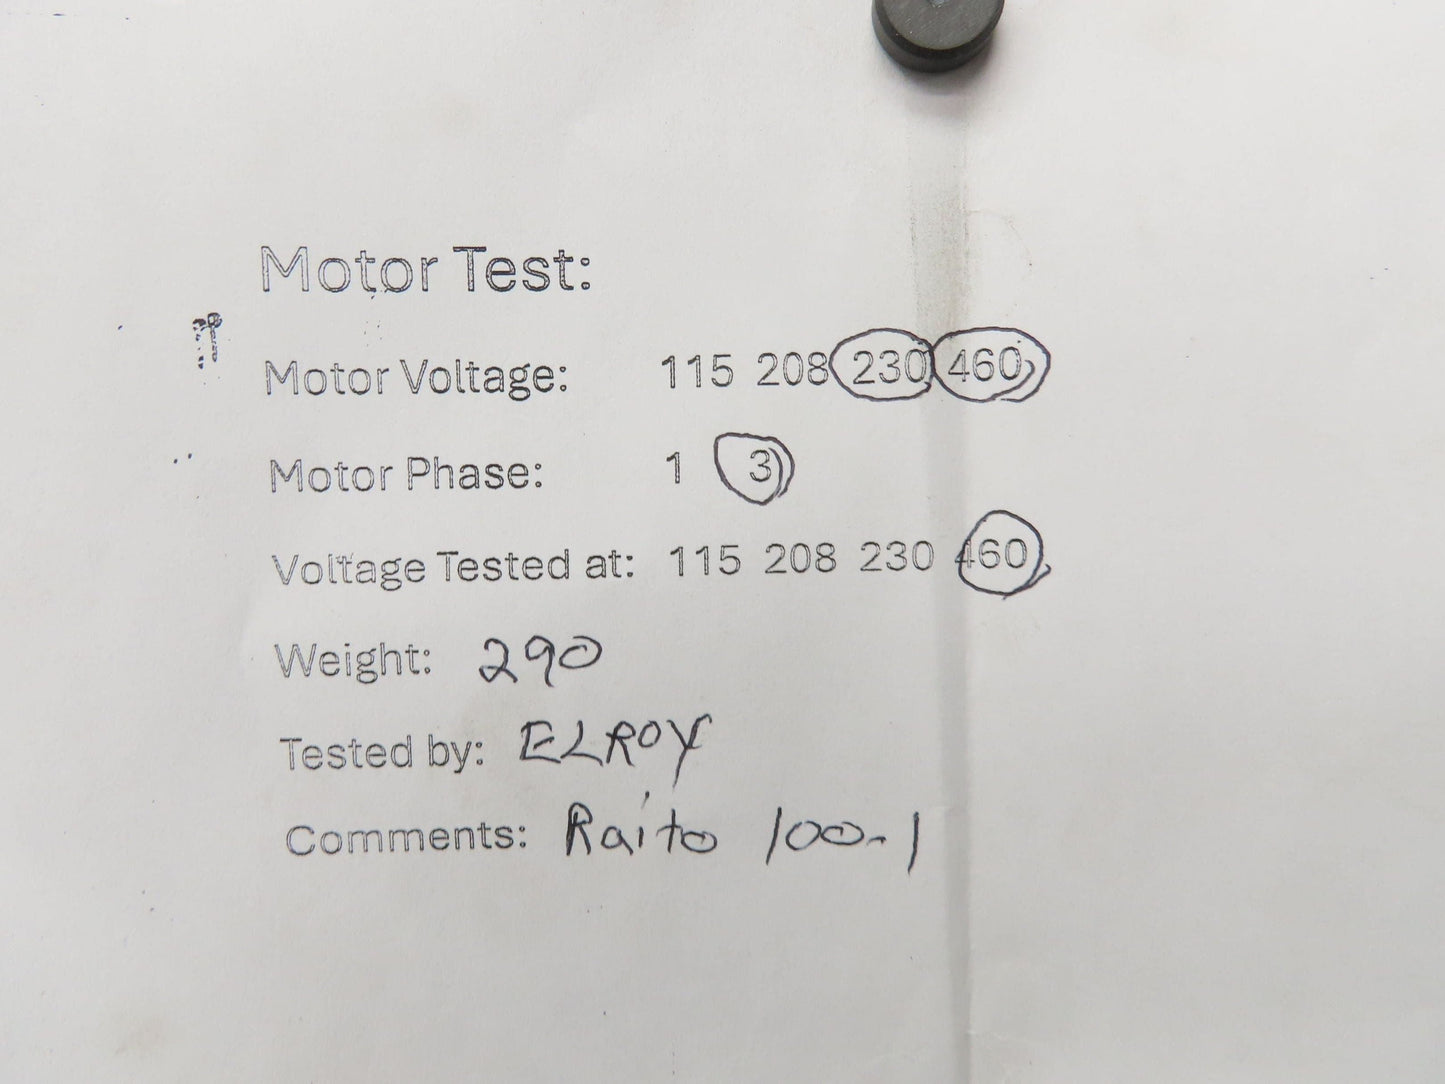 Motor Test:
Motor Voltage: 115 208 230 460
Motor Phase: 1 3
Voltage Tested at: 115 208 230 460
Weight: 290
Tested by: ELROY
Comments: Raito 100-1